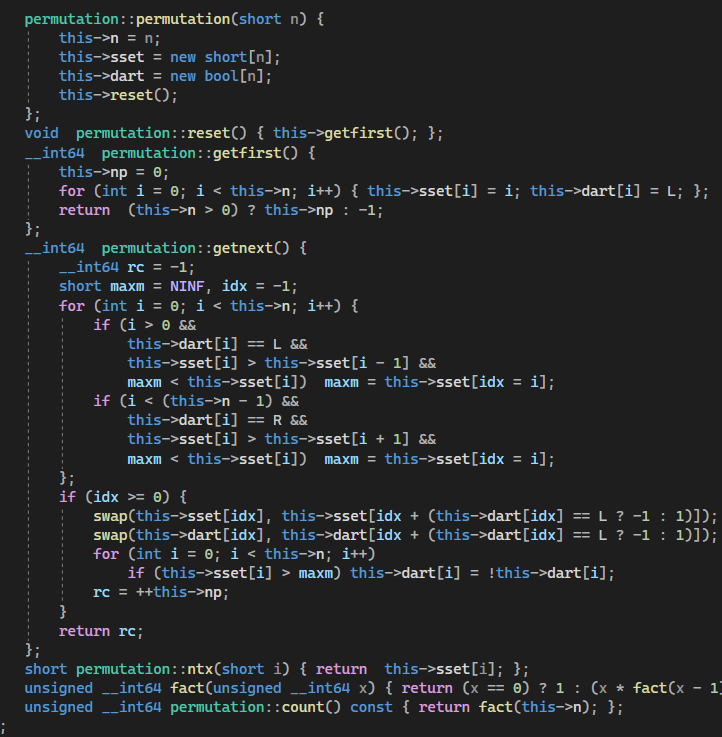 permutation::permutation(short n) {
    this->n = n;
    this->sset = new short[n];
    this->dart = new bool[n];
    this->reset();
};
void  permutation::reset() { this->getfirst(); };
__int64  permutation::getfirst() {
    this->np = 0;
    for (int i = 0; i < this->n; i++) { this->sset[i] = i; this->dart[i] = L; };
    return  (this->n > 0) ? this->np : -1;
};
__int64  permutation::getnext() {
    __int64 rc = -1;
    short maxm = NINF, idx = -1;
    for (int i = 0; i < this->n; i++) {
        if (i > 0 &&
            this->dart[i] == L &&
            this->sset[i] > this->sset[i - 1] &&
            maxm < this->sset[i])  maxm = this->sset[idx = i];
        if (i < (this->n - 1) &&
            this->dart[i] == R &&
            this->sset[i] > this->sset[i + 1] &&
            maxm < this->sset[i])  maxm = this->sset[idx = i];
    };
    if (idx >= 0) {
        swap(this->sset[idx], this->sset[idx + (this->dart[idx] == L ? -1 : 1)]);
        swap(this->dart[idx], this->dart[idx + (this->dart[idx] == L ? -1 : 1)]);
        for (int i = 0; i < this->n; i++)
            if (this->sset[i] > maxm) this->dart[i] = !this->dart[i];
        rc = ++this->np;
    }
    return rc;
};
short permutation::ntx(short i) { return  this->sset[i]; };
unsigned __int64 fact(unsigned __int64 x) { return (x == 0) ? 1 : (x * fact(x - 1
unsigned __int64 permutation::count() const { return fact(this->n); };
;